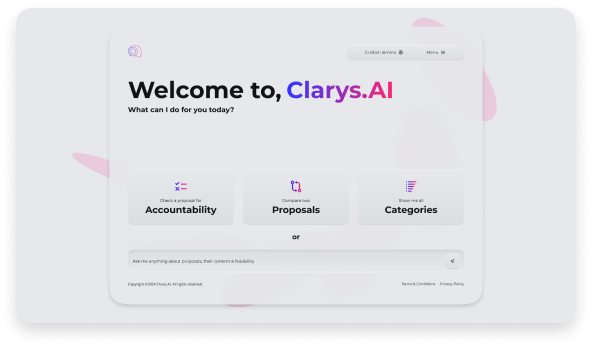 Cristian Simina
Menu
Welcome to, Clarys.AI
What can I do for you today?
Check a proposal for
Accountability
Compare two
Proposals
Show me all
Categories
or
Ask me anything about proposals, their content & feasibility
Copyright ©2024 Clarys.AI. All rights reserved.
Terms & Conditions
Privacy Policy